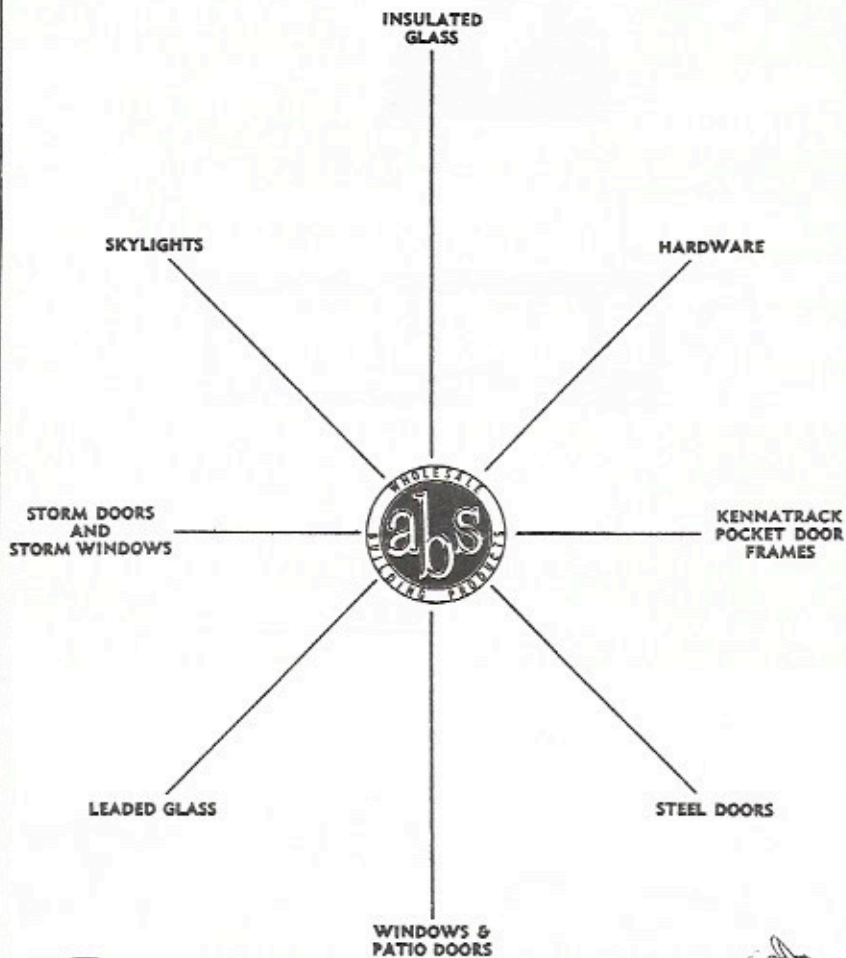 INSULATED
GLASS
SKYLIGHTS
HARDWARE
WHOLESALE
abs
BUILDING PRODUCTS
STORM DOORS
AND
STORM WINDOWS
KENNATRACK
POCKET DOOR
FRAMES
LEADED GLASS
STEEL DOORS
WINDOWS &
PATIO DOORS